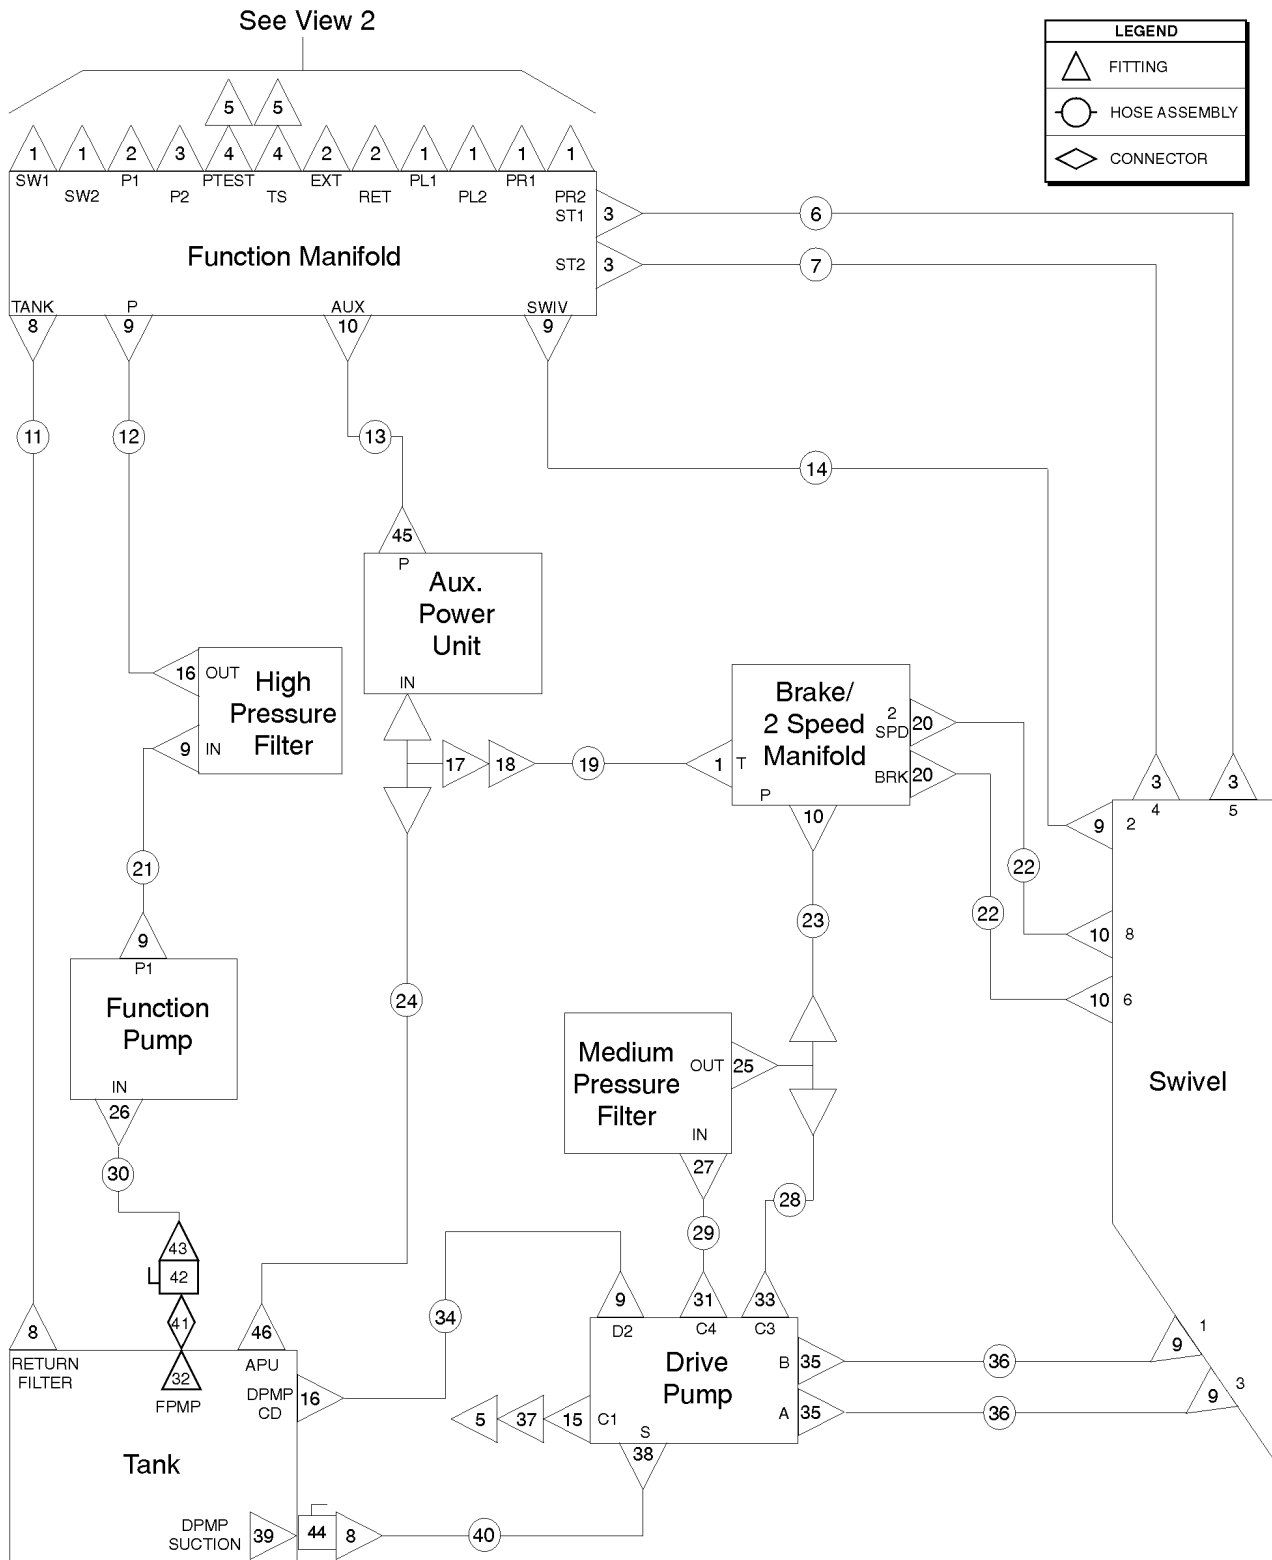 See View 2
LEGEND
FITTING
HOSE ASSEMBLY
CONNECTOR
5 5
1 1 2 3 4 4 2 2 1 1 1 1
SW1 P1 PTEST EXT PL1 PR1
SW2 P2 TS RET PL2 PR2
ST1 3 6
Function Manifold
ST2 3 7
TANK P AUX SWIV
8 9 10 9
11 12 13
14
45
P
Aux.
Power
Unit
IN
16 OUT
High
Pressure
Filter
9 IN
Brake/
2 Speed
Manifold
2
SPD 20
BRK 20
17 18 19 1 T
P
10
3 3
4 5
9 2
21
22
22
23
10 8
10 6
9
P1
Function
Pump
IN
26
24
Medium
Pressure
Filter
OUT 25
IN
27
Swivel
30
28
29
43
42
41
32
FPMP
34
8
RETURN
FILTER
46
APU
DPMP
CD 16
9 31 33
D2 C4 C3
Drive
Pump
B 35 36 9 1
A 35 36 9 3
5 37 15 C1
S
38
Tank
DPMP
SUCTION 39 44 8 40